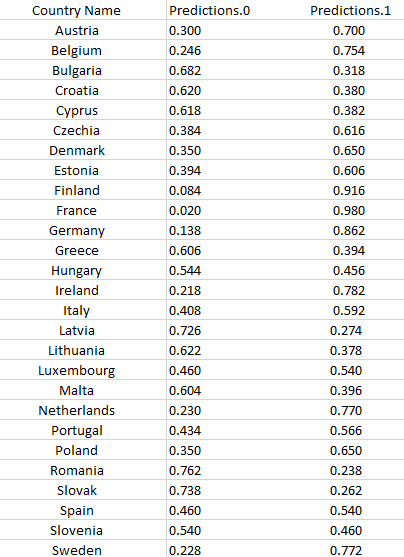 Country Name Predictions.0 Predictions.1
Austria 0.300 0.700
Belgium 0.246 0.754
Bulgaria 0.682 0.318
Croatia 0.620 0.380
Cyprus 0.618 0.382
Czechia 0.384 0.616
Denmark 0.350 0.650
Estonia 0.394 0.606
Finland 0.084 0.916
France 0.020 0.980
Germany 0.138 0.862
Greece 0.606 0.394
Hungary 0.544 0.456
Ireland 0.218 0.782
Italy 0.408 0.592
Latvia 0.726 0.274
Lithuania 0.622 0.378
Luxembourg 0.460 0.540
Malta 0.604 0.396
Netherlands 0.230 0.770
Portugal 0.434 0.566
Poland 0.350 0.650
Romania 0.762 0.238
Slovak 0.738 0.262
Spain 0.460 0.540
Slovenia 0.540 0.460
Sweden 0.228 0.772